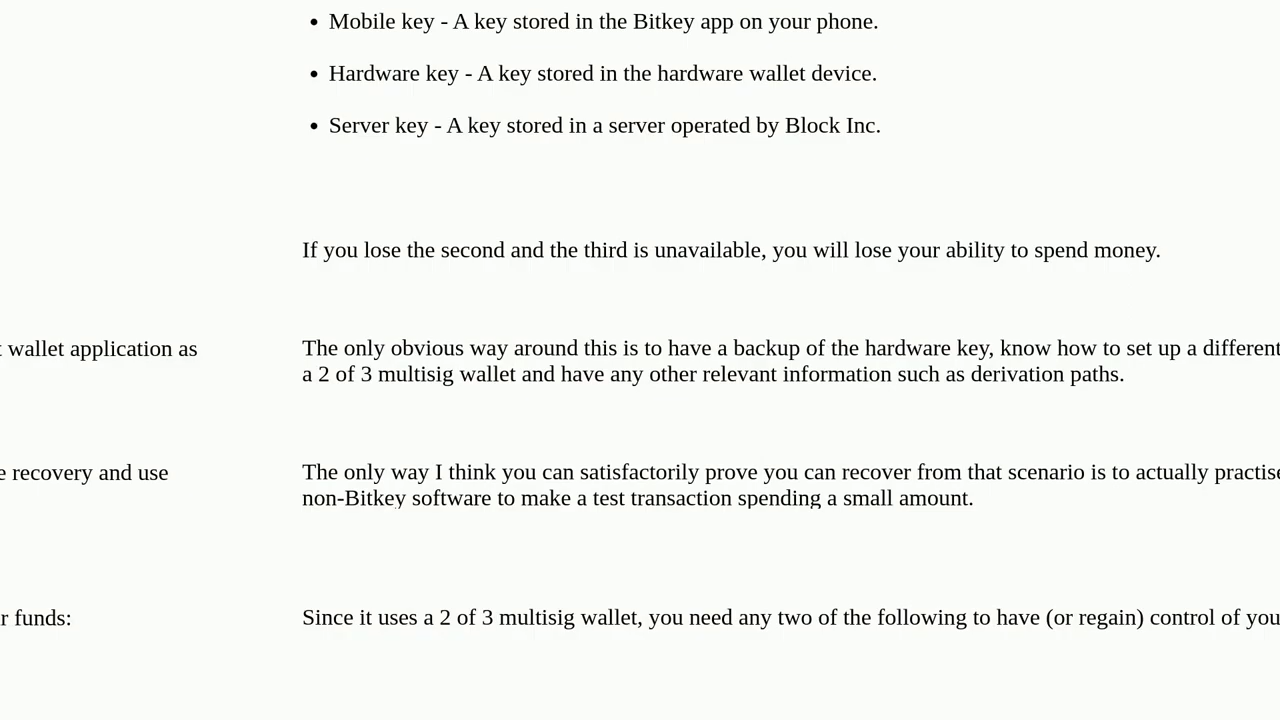 Mobile key - A key stored in the Bitkey app on your phone.
Hardware key - A key stored in the hardware wallet device.
Server key - A key stored in a server operated by Block Inc.
If you lose the second and the third is unavailable, you will lose your ability to spend money.
wallet application as
The only obvious way around this is to have a backup of the hardware key, know how to set up a different
a 2 of 3 multisig wallet and have any other relevant information such as derivation paths.
e recovery and use
The only way I think you can satisfactorily prove you can recover from that scenario is to actually practise
non-Bitkey software to make a test transaction spending a small amount.
r funds:
Since it uses a 2 of 3 multisig wallet, you need any two of the following to have (or regain) control of you